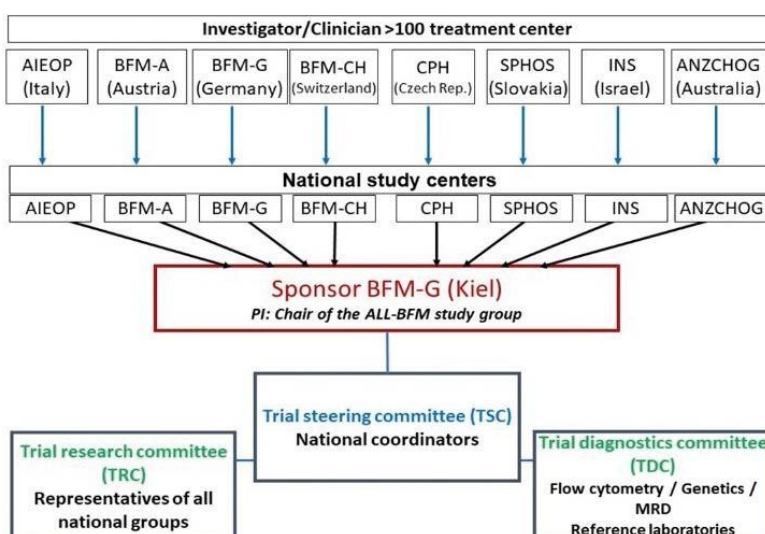 Investigator/Clinician >100 treatment center
AIEOP
(Italy)
BFM-A
(Austria)
BFM-G
(Germany)
BFM-CH
(Switzerland)
CPH
(Czech Rep.)
SPHOS
(Slovakia)
INS
(Israel)
ANZCHOG
(Australia)
National study centers
AIEOP
BFM-A
BFM-G
BFM-CH
CPH
SPHOS
INS
ANZCHOG
Sponsor BFM-G (Kiel)
PI: Chair of the ALL-BFM study group
Trial steering committee (TSC)
National coordinators
Trial research committee
(TRC)
Representatives of all
national groups
Trial diagnostics committee
(TDC)
Flow cytometry / Genetics /
MRD
Reference laboratories